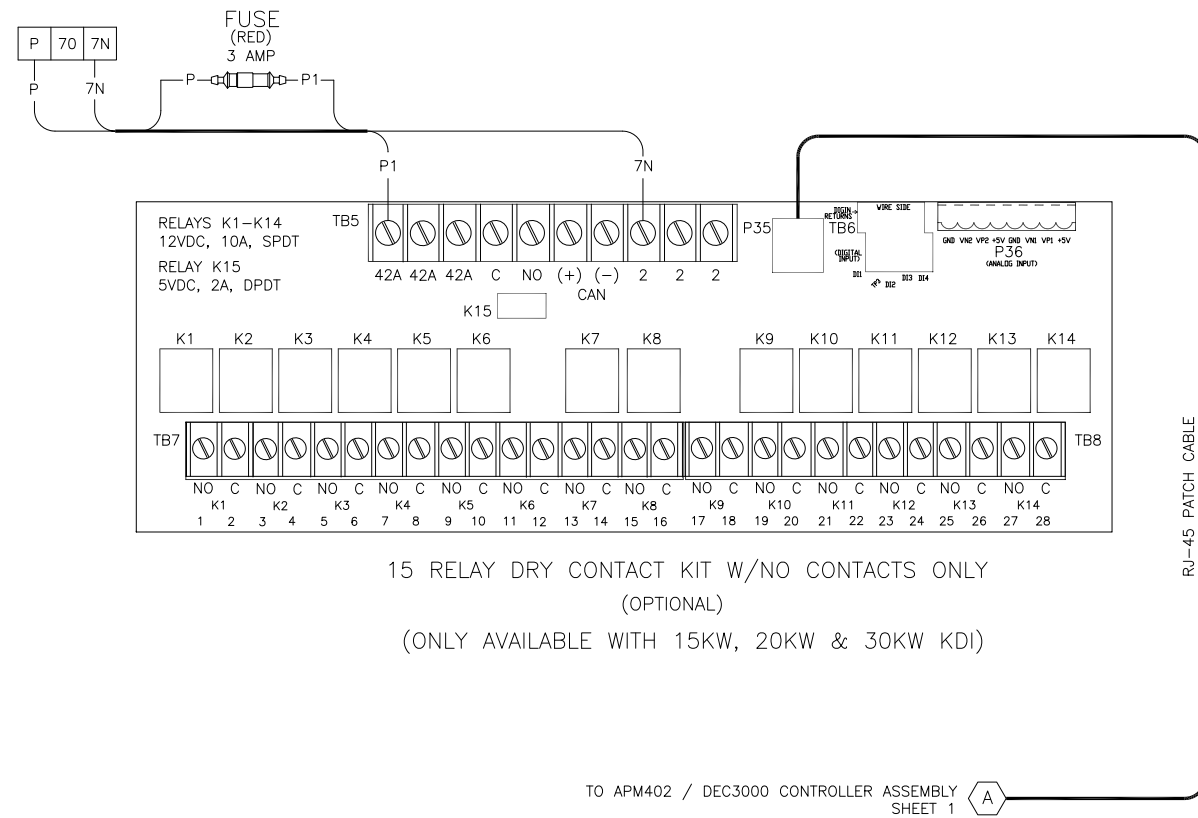 FUSE
(RED)
3 AMP
P 70 7N
P 7N
P P1
P1 7N
RELAYS K1-K14
12VDC, 10A, SPDT
RELAY K15
5VDC, 2A, DPDT
TB5
42A 42A 42A C NO (+) (-) 2 2 2
CAN
K15
P35
DIGIN
RETURNS
WIRE SIDE
TB6
(DIGITAL
INPUT)
DI1 TP3 DI2 DI3 DI4
GND VN2 VP2 +5V GND VN1 VP1 +5V
P36
(ANALOG INPUT)
K1 K2 K3 K4 K5 K6 K7 K8 K9 K10 K11 K12 K13 K14
TB7 TB8
NO C NO C NO C NO C NO C NO C NO C NO C NO C NO C NO C NO C NO C NO C
K1 K2 K3 K4 K5 K6 K7 K8 K9 K10 K11 K12 K13 K14
1 2 3 4 5 6 7 8 9 10 11 12 13 14 15 16 17 18 19 20 21 22 23 24 25 26 27 28
RJ-45 PATCH CABLE
15 RELAY DRY CONTACT KIT W/NO CONTACTS ONLY
(OPTIONAL)
(ONLY AVAILABLE WITH 15KW, 20KW & 30KW KDI)
TO APM402 / DEC3000 CONTROLLER ASSEMBLY
SHEET 1
A